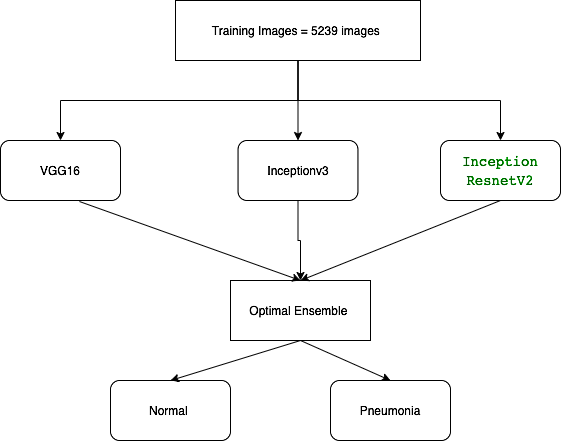 Training Images = 5239 images
VGG16
Inceptionv3
Inception
ResnetV2
Optimal Ensemble
Normal
Pneumonia